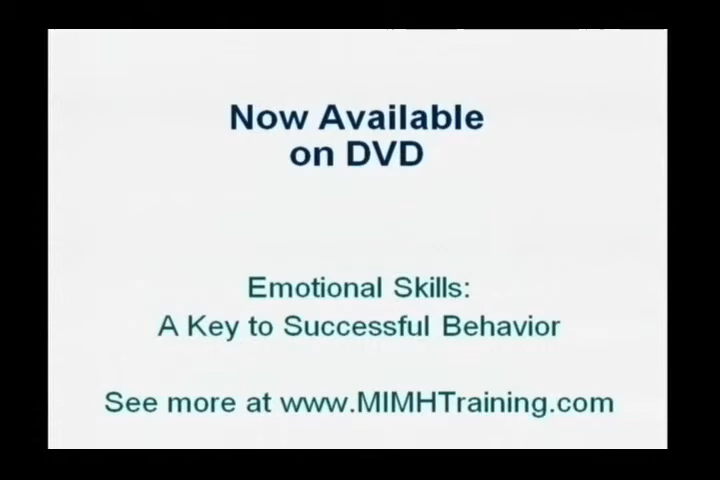 Now Available
on DVD
Emotional Skills:
A Key to Successful Behavior
See more at www.MIMHTraining.com